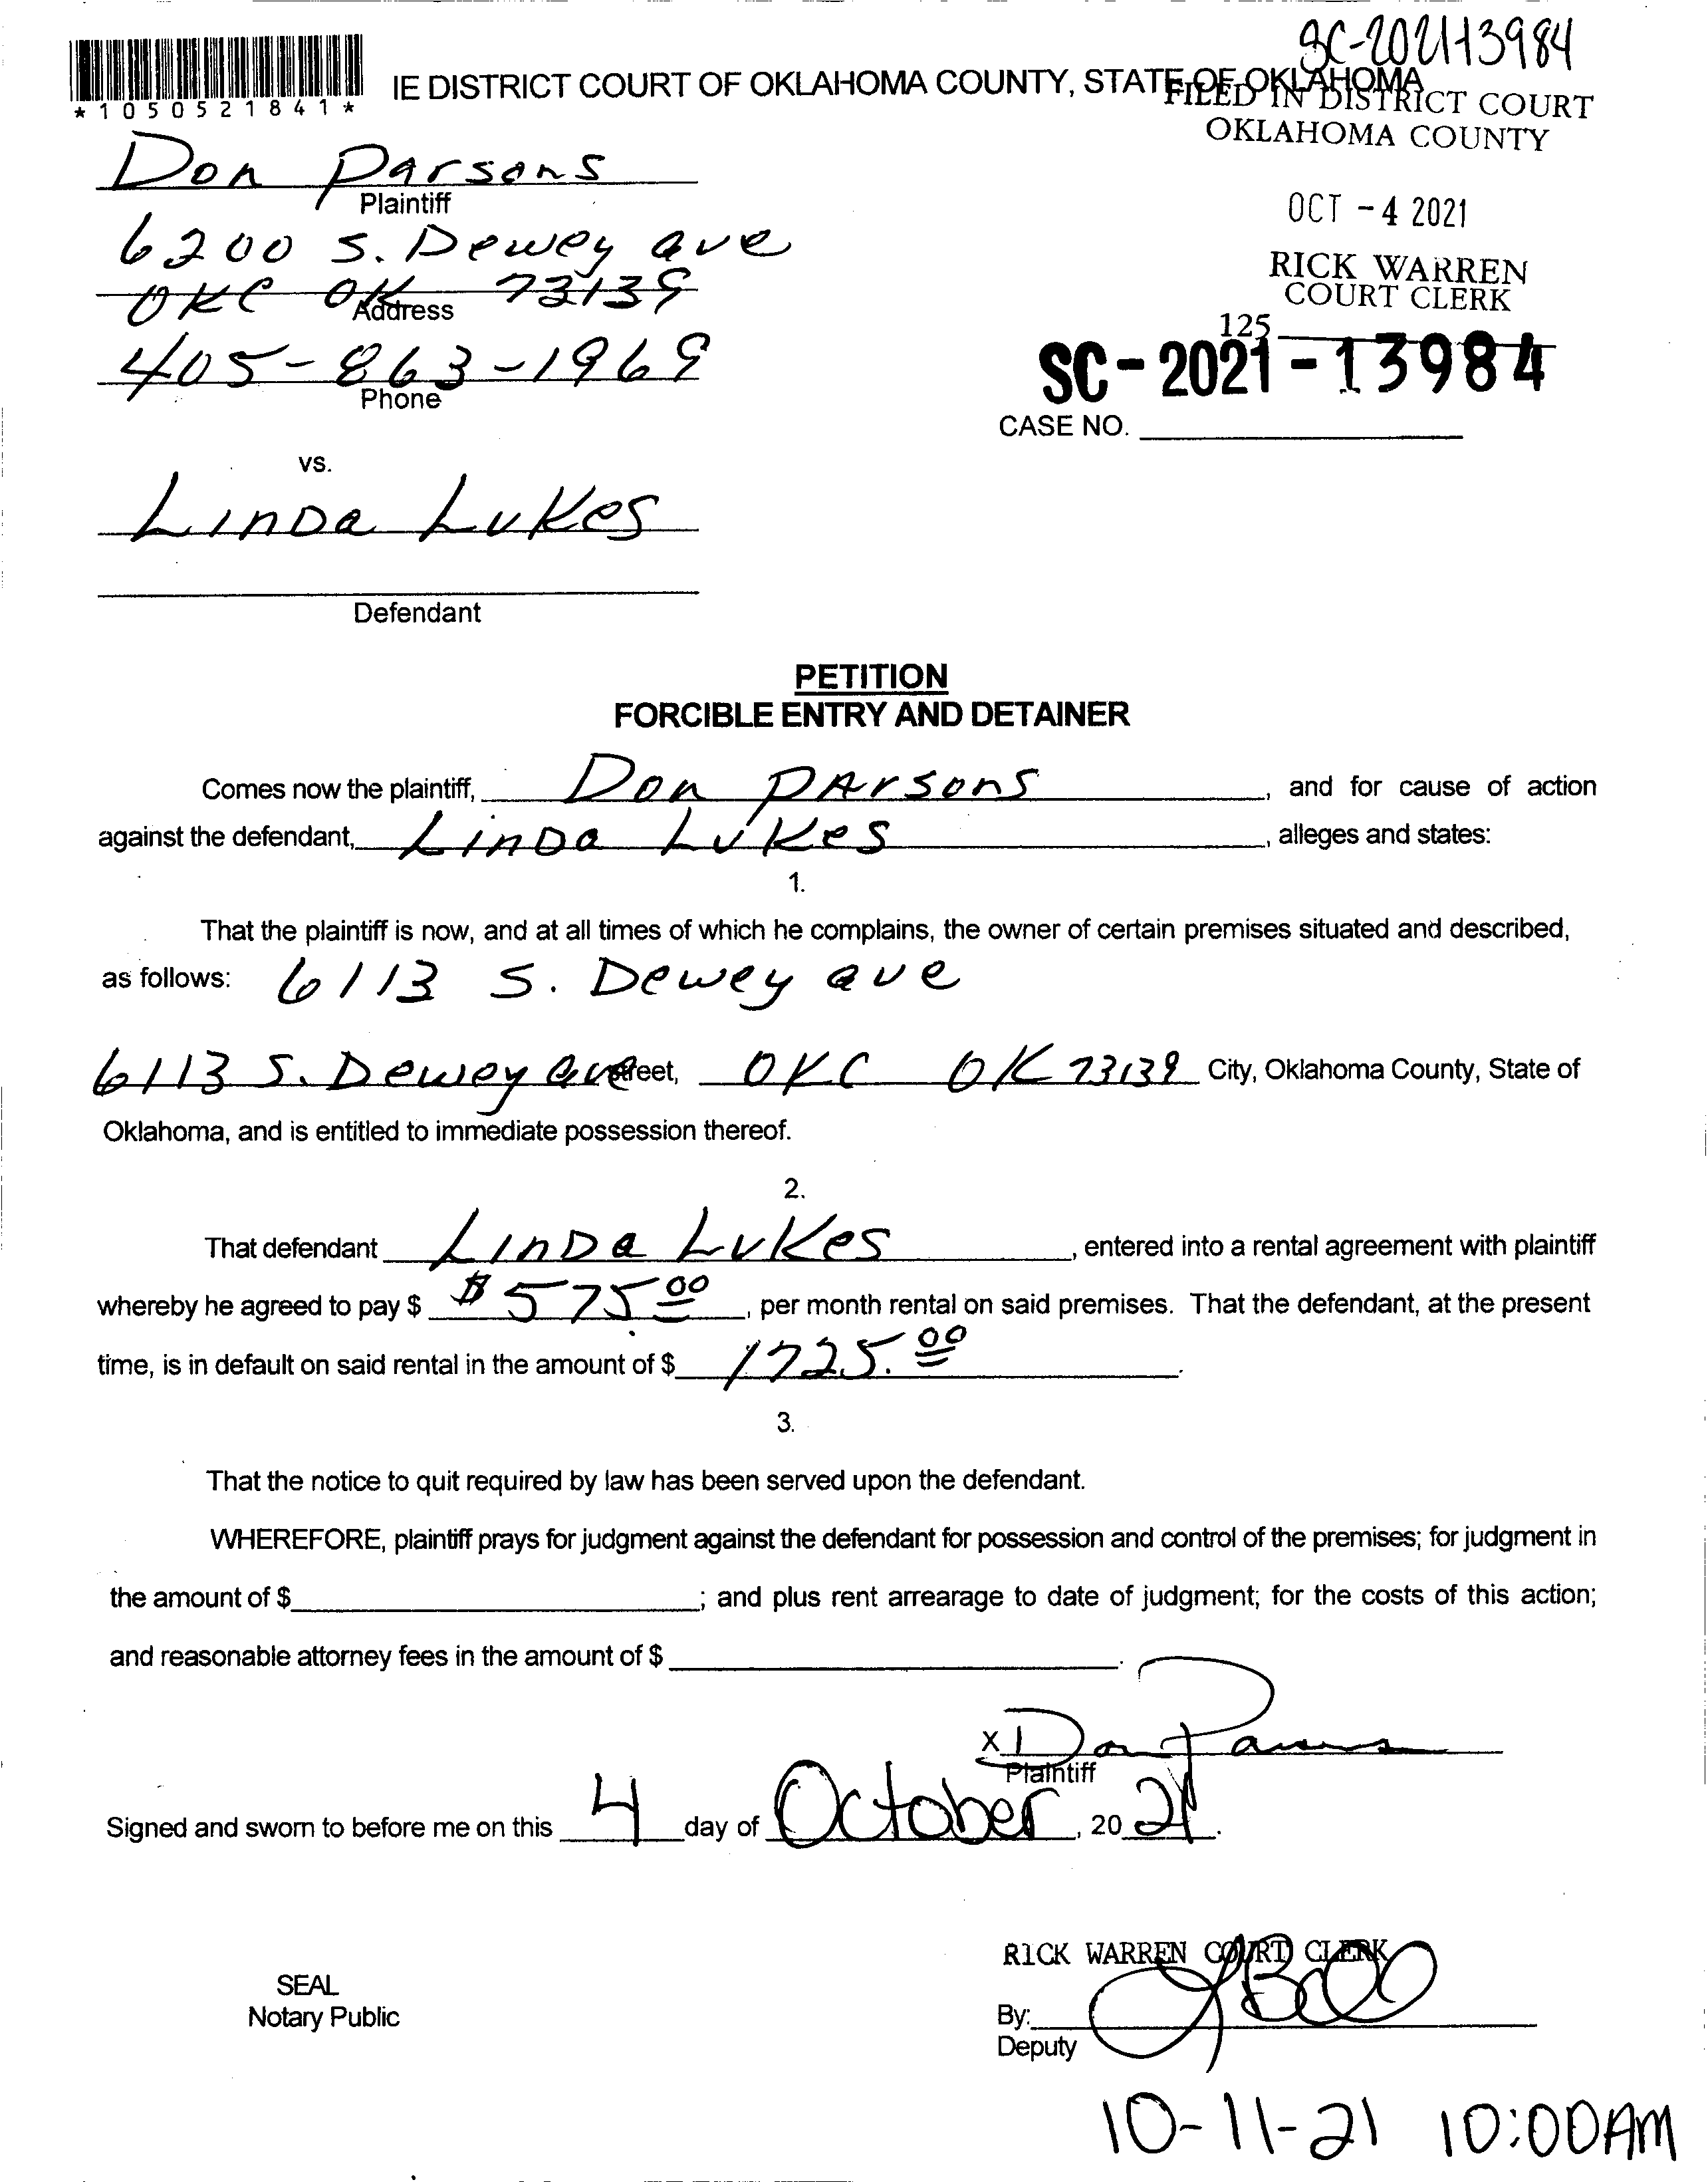 SC-2021-13984
*1050521841*
IE DISTRICT COURT OF OKLAHOMA COUNTY, STATE OF OKLAHOMA
FILED IN DISTRICT COURT
OKLAHOMA COUNTY
Don Parsons
Plaintiff
OCT -4 2021
6200 S. Dewey ave
RICK WARREN
COURT CLERK
OKC OK 73139
Address
125
405-863-1969
Phone
SC-2021-13984
CASE NO.
vs.
LinDa LuKes
Defendant
PETITION
FORCIBLE ENTRY AND DETAINER
Comes now the plaintiff, Don PArsons, and for cause of action
against the defendant, LinDa LuKes, alleges and states:
1.
That the plaintiff is now, and at all times of which he complains, the owner of certain premises situated and described,
as follows: 6113 S. Dewey ave
6113 S. Dewey ave Street, OKC OK 73139 City, Oklahoma County, State of
Oklahoma, and is entitled to immediate possession thereof.
2.
That defendant LinDa LuKes, entered into a rental agreement with plaintiff
whereby he agreed to pay $ $575.00, per month rental on said premises. That the defendant, at the present
time, is in default on said rental in the amount of $ 1725.00.
3.
That the notice to quit required by law has been served upon the defendant.
WHEREFORE, plaintiff prays for judgment against the defendant for possession and control of the premises; for judgment in
the amount of $ ; and plus rent arrearage to date of judgment; for the costs of this action;
and reasonable attorney fees in the amount of $ .
X Don Parsons
Plaintiff
Signed and sworn to before me on this 4 day of October, 2021.
RICK WARREN COURT CLERK
SEAL
Notary Public
By:
Deputy
10-11-21 10:00AM